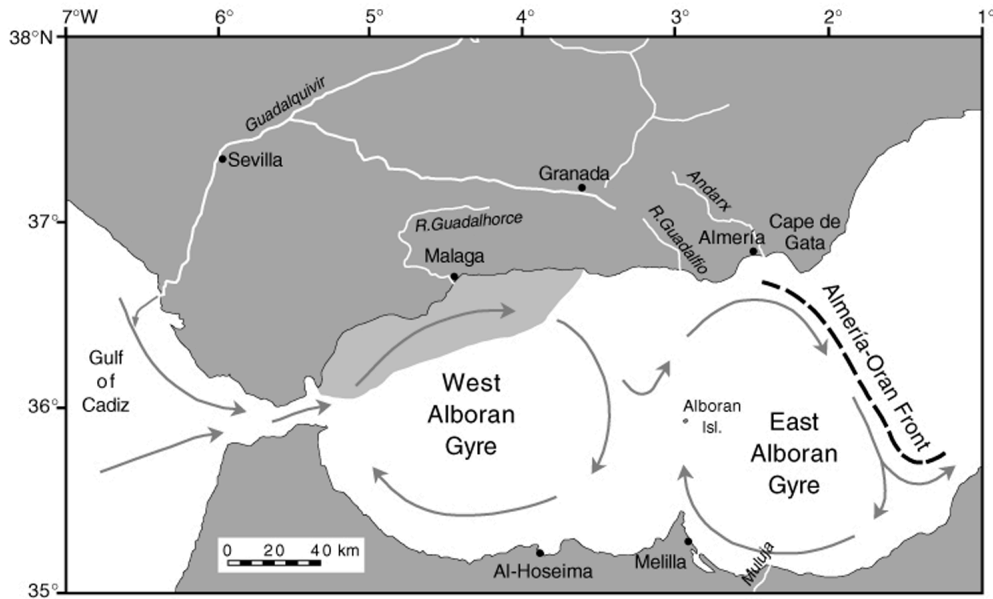 7°W 6° 5° 4° 3° 2° 1°
38°N
Guadalquivir
Sevilla
Granada
Andarx
37°
R.Guadalhorce
R.Guadalfio
Cape de
Gata
Almería
Malaga
Almería-Oran Front
Gulf
of
Cadiz
36°
West
Alboran
Gyre
Alboran
Isl.
East
Alboran
Gyre
0 20 40 km
Al-Hoseima
Melilla
Muluja
35°